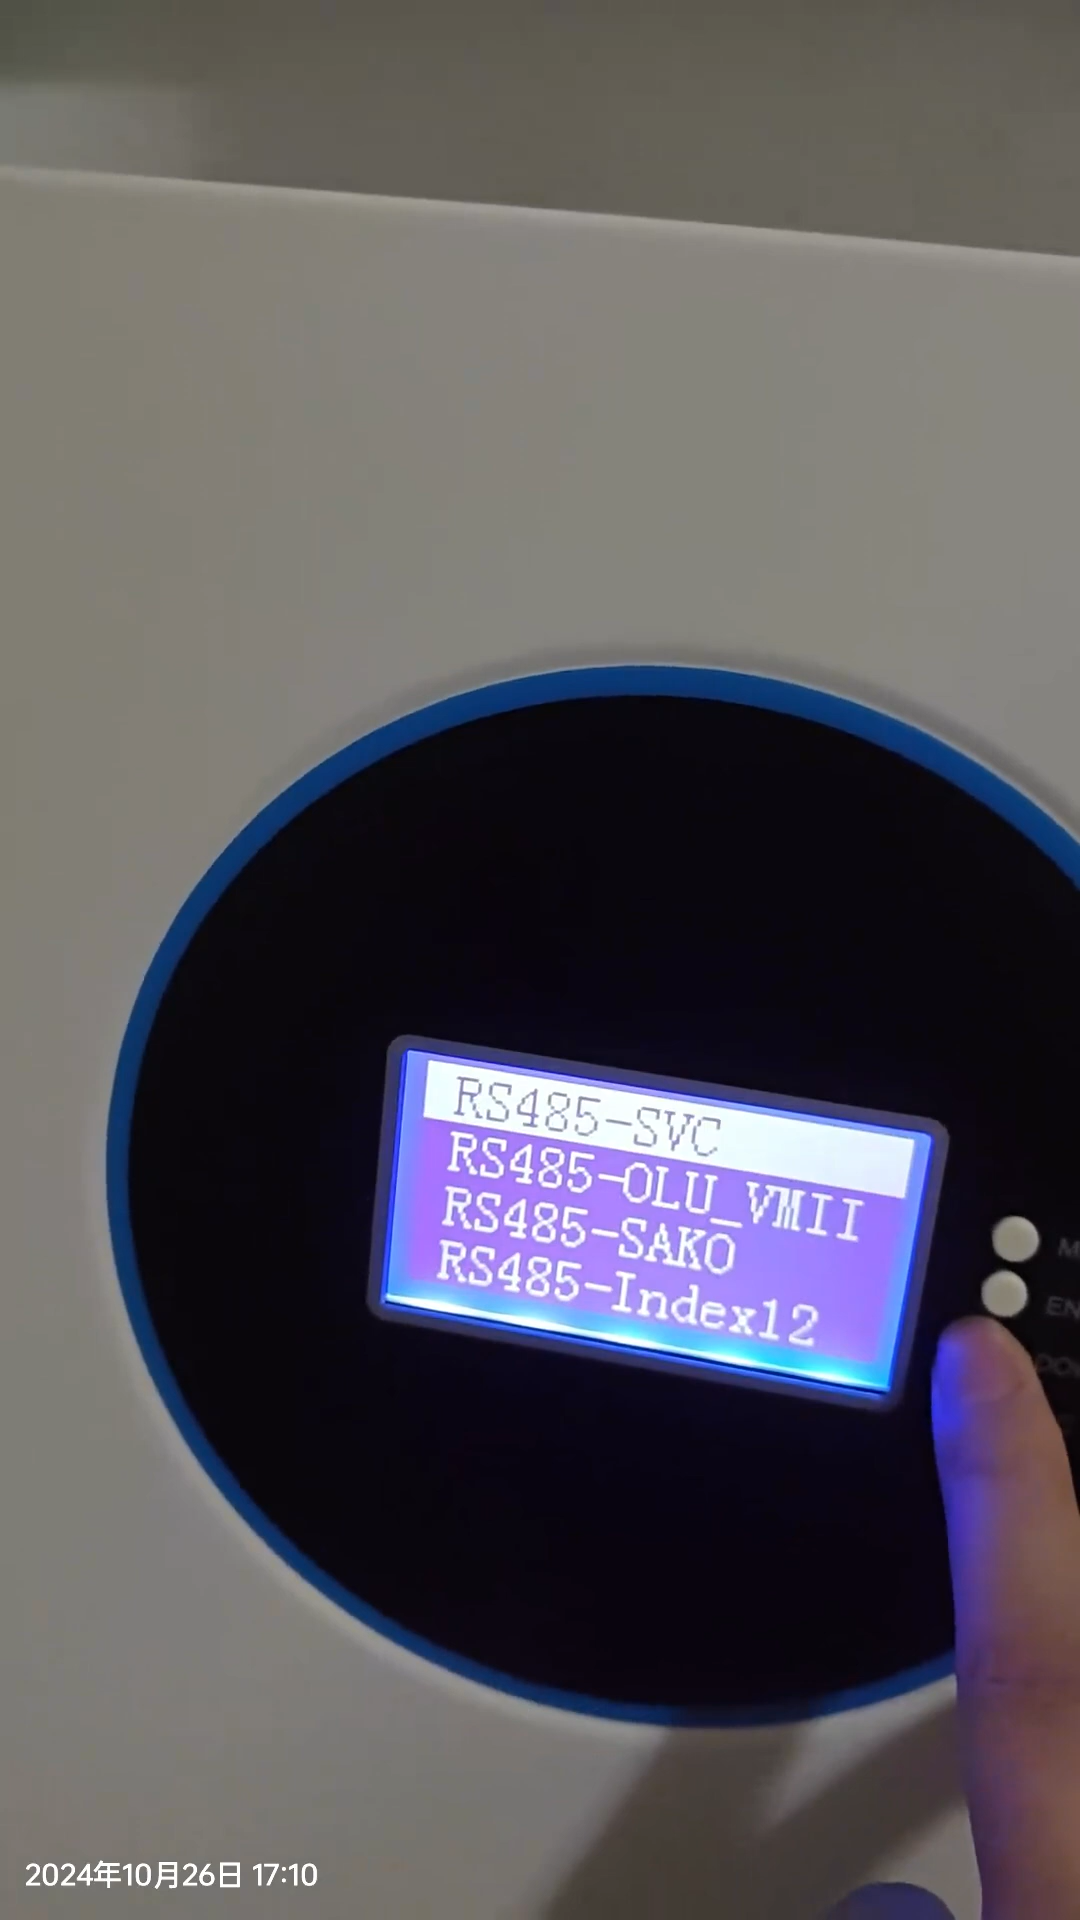 RS485-SVC
RS485-OLU_VMII
RS485-SAKO
RS485-Index12
2024年10月26日 17:10